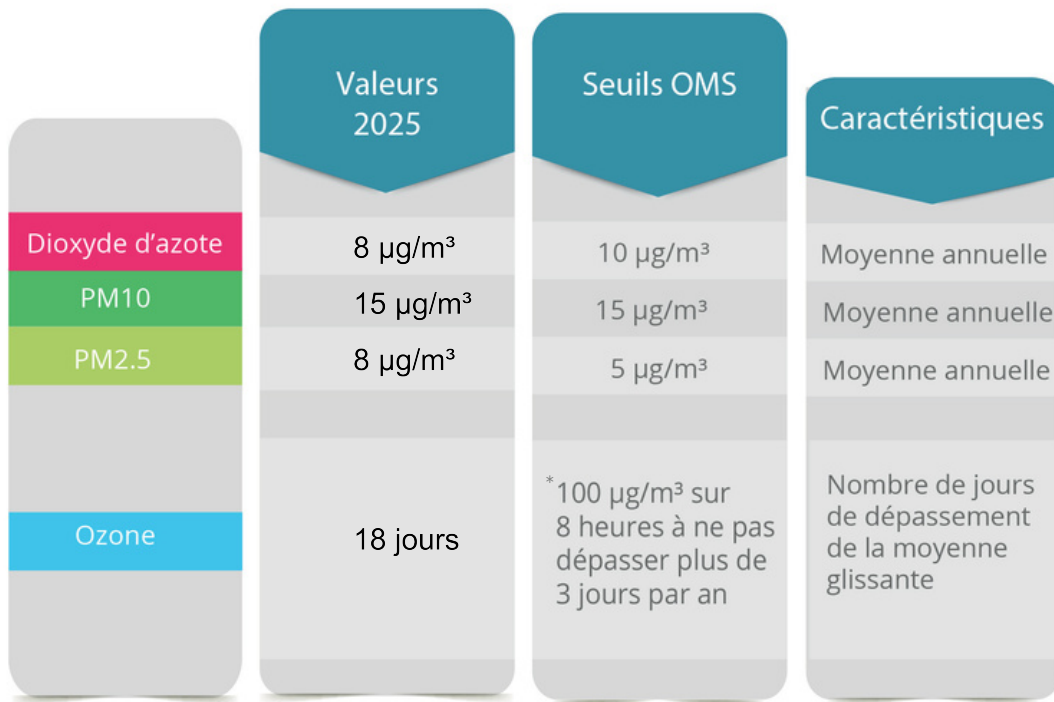 Valeurs
2025
Seuils OMS
Caractéristiques
Dioxyde d'azote
8 µg/m³
10 µg/m³
Moyenne annuelle
PM10
15 µg/m³
15 µg/m³
Moyenne annuelle
PM2.5
8 µg/m³
5 µg/m³
Moyenne annuelle
Ozone
18 jours
*100 µg/m³ sur
8 heures à ne pas
dépasser plus de
3 jours par an
Nombre de jours
de dépassement
de la moyenne
glissante